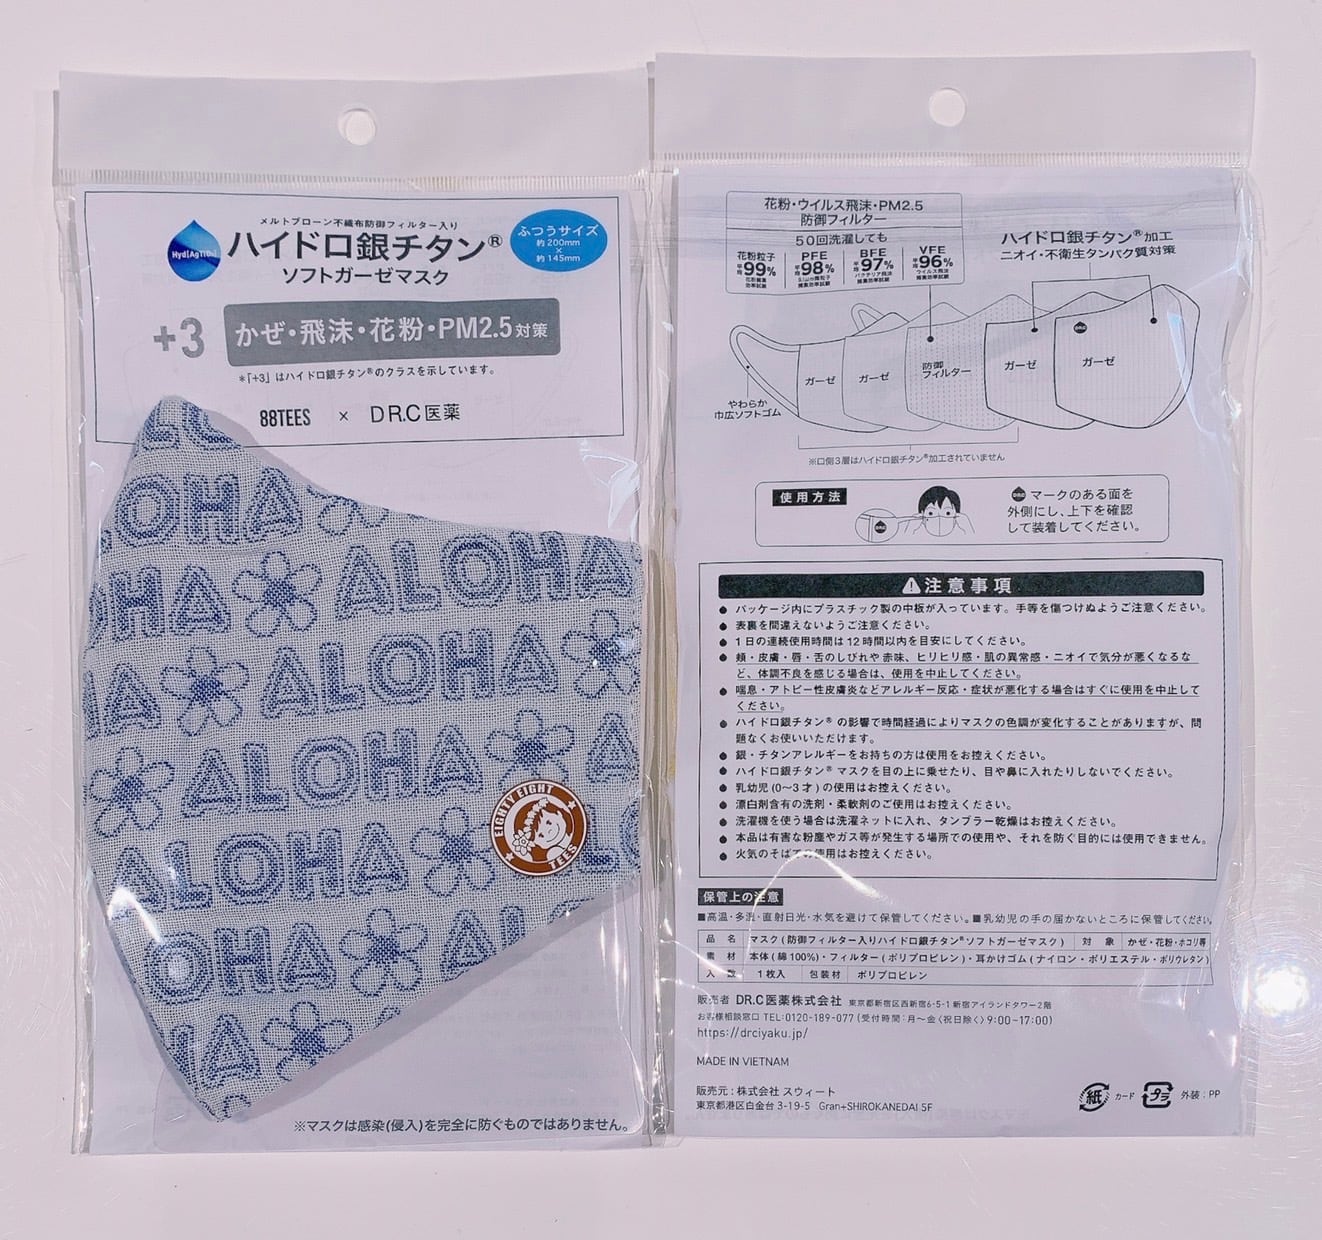 メルトブローン不織布防御フィルター入り
Hyd[AgTiO₂]
ハイドロ銀チタン®
ソフトガーゼマスク
ふつうサイズ
約200mm
×
約145mm
+3
かぜ・飛沫・花粉・PM2.5対策
*「+3」はハイドロ銀チタン®のクラスを示しています。
88TEES × DR.C医薬
ALOHA
EIGHTY EIGHT
TEES
※マスクは感染(侵入)を完全に防ぐものではありません。
花粉・ウイルス飛沫・PM2.5
防御フィルター
50回洗濯しても
花粉粒子 PFE BFE VFE
平均99% 平均98% 平均97% 平均96%
ハイドロ銀チタン®加工
ニオイ・不衛生タンパク質対策
ガーゼ
ガーゼ
防御
フィルター
ガーゼ
DR.C
ガーゼ
やわらか
巾広ソフトゴム
※口側3層はハイドロ銀チタン®加工されていません
使用方法
マークのある面を
外側にし、上下を確認
して装着してください。
注意事項
パッケージ内にプラスチック製の中板が入っています。手等を傷つけぬようご注意ください。
表裏を間違えないようご注意ください。
1日の連続使用時間は12時間以内を目安にしてください。
頬・皮膚・唇・舌のしびれや赤味、ヒリヒリ感・肌の異常感・ニオイで気分が悪くなるな
ど、体調不良を感じる場合は、使用を中止してください。
喘息・アトピー性皮膚炎などアレルギー反応・症状が悪化する場合はすぐに使用を中止して
ください。
ハイドロ銀チタン®の影響で時間経過によりマスクの色調が変化することがありますが、問
題なくお使いいただけます。
銀・チタンアレルギーをお持ちの方は使用をお控えください。
ハイドロ銀チタン®マスクを目の上に乗せたり、目や鼻に入れたりしないでください。
乳幼児(0〜3才)の使用はお控えください。
漂白剤含有の洗剤・柔軟剤のご使用はお控えください。
洗濯機を使う場合は洗濯ネットに入れ、タンブラー乾燥はお控えください。
本品は有害な粉塵やガス等が発生する場所での使用や、それを防ぐ目的には使用できません。
火気のそばでの使用はお控えください。
保管上の注意
■高温・多湿・直射日光・水気を避けて保管してください。■乳幼児の手の届かないところに保管してください。
品名 マスク(防御フィルター入りハイドロ銀チタン®ソフトガーゼマスク) 対象 かぜ・花粉・ホコリ等
素材 本体(綿100%)・フィルター(ポリプロピレン)・耳かけゴム(ナイロン・ポリエステル・ポリウレタン)
入数 1枚入 包装材 ポリプロピレン
販売者 DR.C医薬株式会社 東京都新宿区西新宿6-5-1 新宿アイランドタワー2階
お客様相談窓口 TEL:0120-189-077(受付時間:月〜金〈祝日除く〉9:00-17:00)
https://drciyaku.jp/
MADE IN VIETNAM
販売元:株式会社 スウィート
東京都港区白金台3-19-5 Gran+SHIROKANEDAI 5F
紙 カード プラ 外装:PP